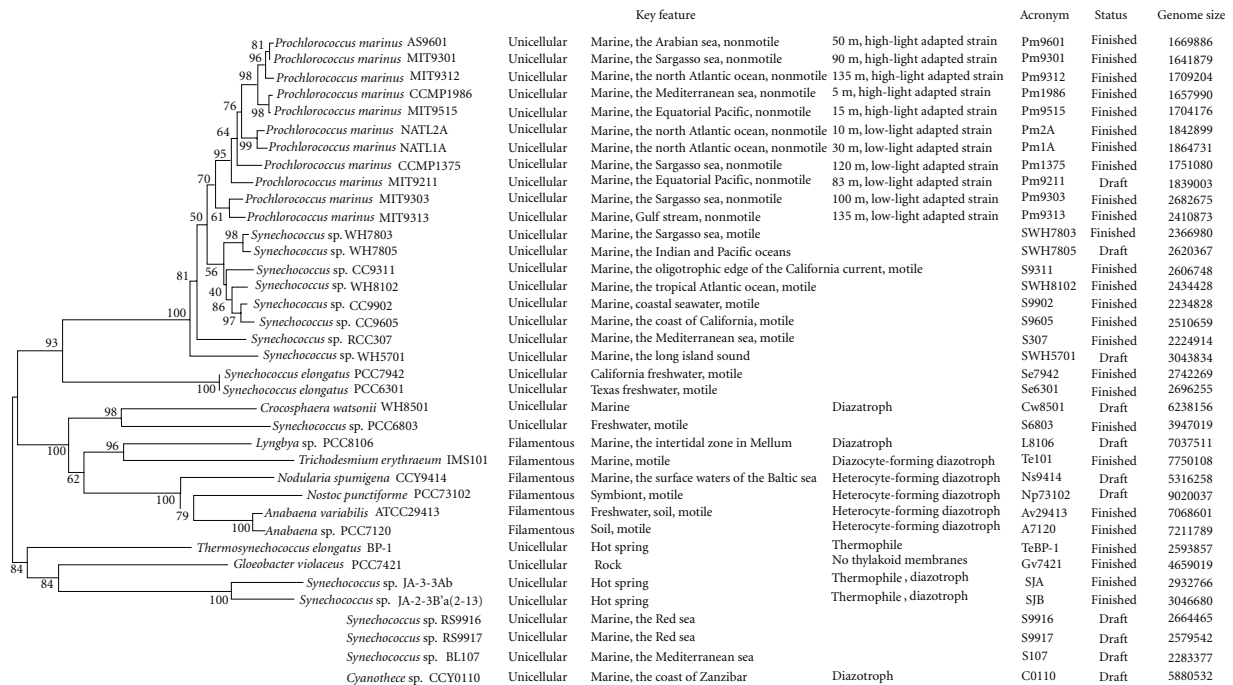 Key feature Acronym Status Genome size
81 Prochlorococcus marinus AS9601 Unicellular Marine, the Arabian sea, nonmotile 50 m, high-light adapted strain Pm9601 Finished 1669886
96 Prochlorococcus marinus MIT9301 Unicellular Marine, the Sargasso sea, nonmotile 90 m, high-light adapted strain Pm9301 Finished 1641879
98 Prochlorococcus marinus MIT9312 Unicellular Marine, the north Atlantic ocean, nonmotile 135 m, high-light adapted strain Pm9312 Finished 1709204
Prochlorococcus marinus CCMP1986 Unicellular Marine, the Mediterranean sea, nonmotile 5 m, high-light adapted strain Pm1986 Finished 1657990
76 98 Prochlorococcus marinus MIT9515 Unicellular Marine, the Equatorial Pacific, nonmotile 15 m, high-light adapted strain Pm9515 Finished 1704176
64 Prochlorococcus marinus NATL2A Unicellular Marine, the north Atlantic ocean, nonmotile 10 m, low-light adapted strain Pm2A Finished 1842899
99 Prochlorococcus marinus NATL1A Unicellular Marine, the north Atlantic ocean, nonmotile 30 m, low-light adapted strain Pm1A Finished 1864731
95 Prochlorococcus marinus CCMP1375 Unicellular Marine, the Sargasso sea, nonmotile 120 m, low-light adapted strain Pm1375 Finished 1751080
70 Prochlorococcus marinus MIT9211 Unicellular Marine, the Equatorial Pacific, nonmotile 83 m, low-light adapted strain Pm9211 Draft 1839003
Prochlorococcus marinus MIT9303 Unicellular Marine, the Sargasso sea, nonmotile 100 m, low-light adapted strain Pm9303 Finished 2682675
50 61 Prochlorococcus marinus MIT9313 Unicellular Marine, Gulf stream, nonmotile 135 m, low-light adapted strain Pm9313 Finished 2410873
98 Synechococcus sp. WH7803 Unicellular Marine, the Sargasso sea, motile SWH7803 Finished 2366980
Synechococcus sp. WH7805 Unicellular Marine, the Indian and Pacific oceans SWH7805 Draft 2620367
81 56 Synechococcus sp. CC9311 Unicellular Marine, the oligotrophic edge of the California current, motile S9311 Finished 2606748
40 Synechococcus sp. WH8102 Unicellular Marine, the tropical Atlantic ocean, motile SWH8102 Finished 2434428
86 Synechococcus sp. CC9902 Unicellular Marine, coastal seawater, motile S9902 Finished 2234828
100 97 Synechococcus sp. CC9605 Unicellular Marine, the coast of California, motile S9605 Finished 2510659
Synechococcus sp. RCC307 Unicellular Marine, the Mediterranean sea, motile S307 Finished 2224914
93 Synechococcus sp. WH5701 Unicellular Marine, the long island sound SWH5701 Draft 3043834
Synechococcus elongatus PCC7942 Unicellular California freshwater, motile Se7942 Finished 2742269
100 Synechococcus elongatus PCC6301 Unicellular Texas freshwater, motile Se6301 Finished 2696255
98 Crocosphaera watsonii WH8501 Unicellular Marine Diazatroph Cw8501 Draft 6238156
Synechococcus sp. PCC6803 Unicellular Freshwater, motile S6803 Finished 3947019
100 96 Lyngbya sp. PCC8106 Filamentous Marine, the intertidal zone in Mellum Diazatroph L8106 Draft 7037511
Trichodesmium erythraeum IMS101 Filamentous Marine, motile Diazocyte-forming diazotroph Te101 Finished 7750108
62 Nodularia spumigena CCY9414 Filamentous Marine, the surface waters of the Baltic sea Heterocyte-forming diazotroph Ns9414 Draft 5316258
100 Nostoc punctiforme PCC73102 Filamentous Symbiont, motile Heterocyte-forming diazotroph Np73102 Draft 9020037
79 Anabaena variabilis ATCC29413 Filamentous Freshwater, soil, motile Heterocyte-forming diazotroph Av29413 Finished 7068601
100 Anabaena sp. PCC7120 Filamentous Soil, motile Heterocyte-forming diazotroph A7120 Finished 7211789
Thermosynechococcus elongatus BP-1 Unicellular Hot spring Thermophile TeBP-1 Finished 2593857
84 Gloeobacter violaceus PCC7421 Unicellular Rock No thylakoid membranes Gv7421 Finished 4659019
84 Synechococcus sp. JA-3-3Ab Unicellular Hot spring Thermophile, diazotroph SJA Finished 2932766
100 Synechococcus sp. JA-2-3B'a(2-13) Unicellular Hot spring Thermophile, diazotroph SJB Finished 3046680
Synechococcus sp. RS9916 Unicellular Marine, the Red sea S9916 Draft 2664465
Synechococcus sp. RS9917 Unicellular Marine, the Red sea S9917 Draft 2579542
Synechococcus sp. BL107 Unicellular Marine, the Mediterranean sea S107 Draft 2283377
Cyanothece sp. CCY0110 Unicellular Marine, the coast of Zanzibar Diazotroph C0110 Draft 5880532